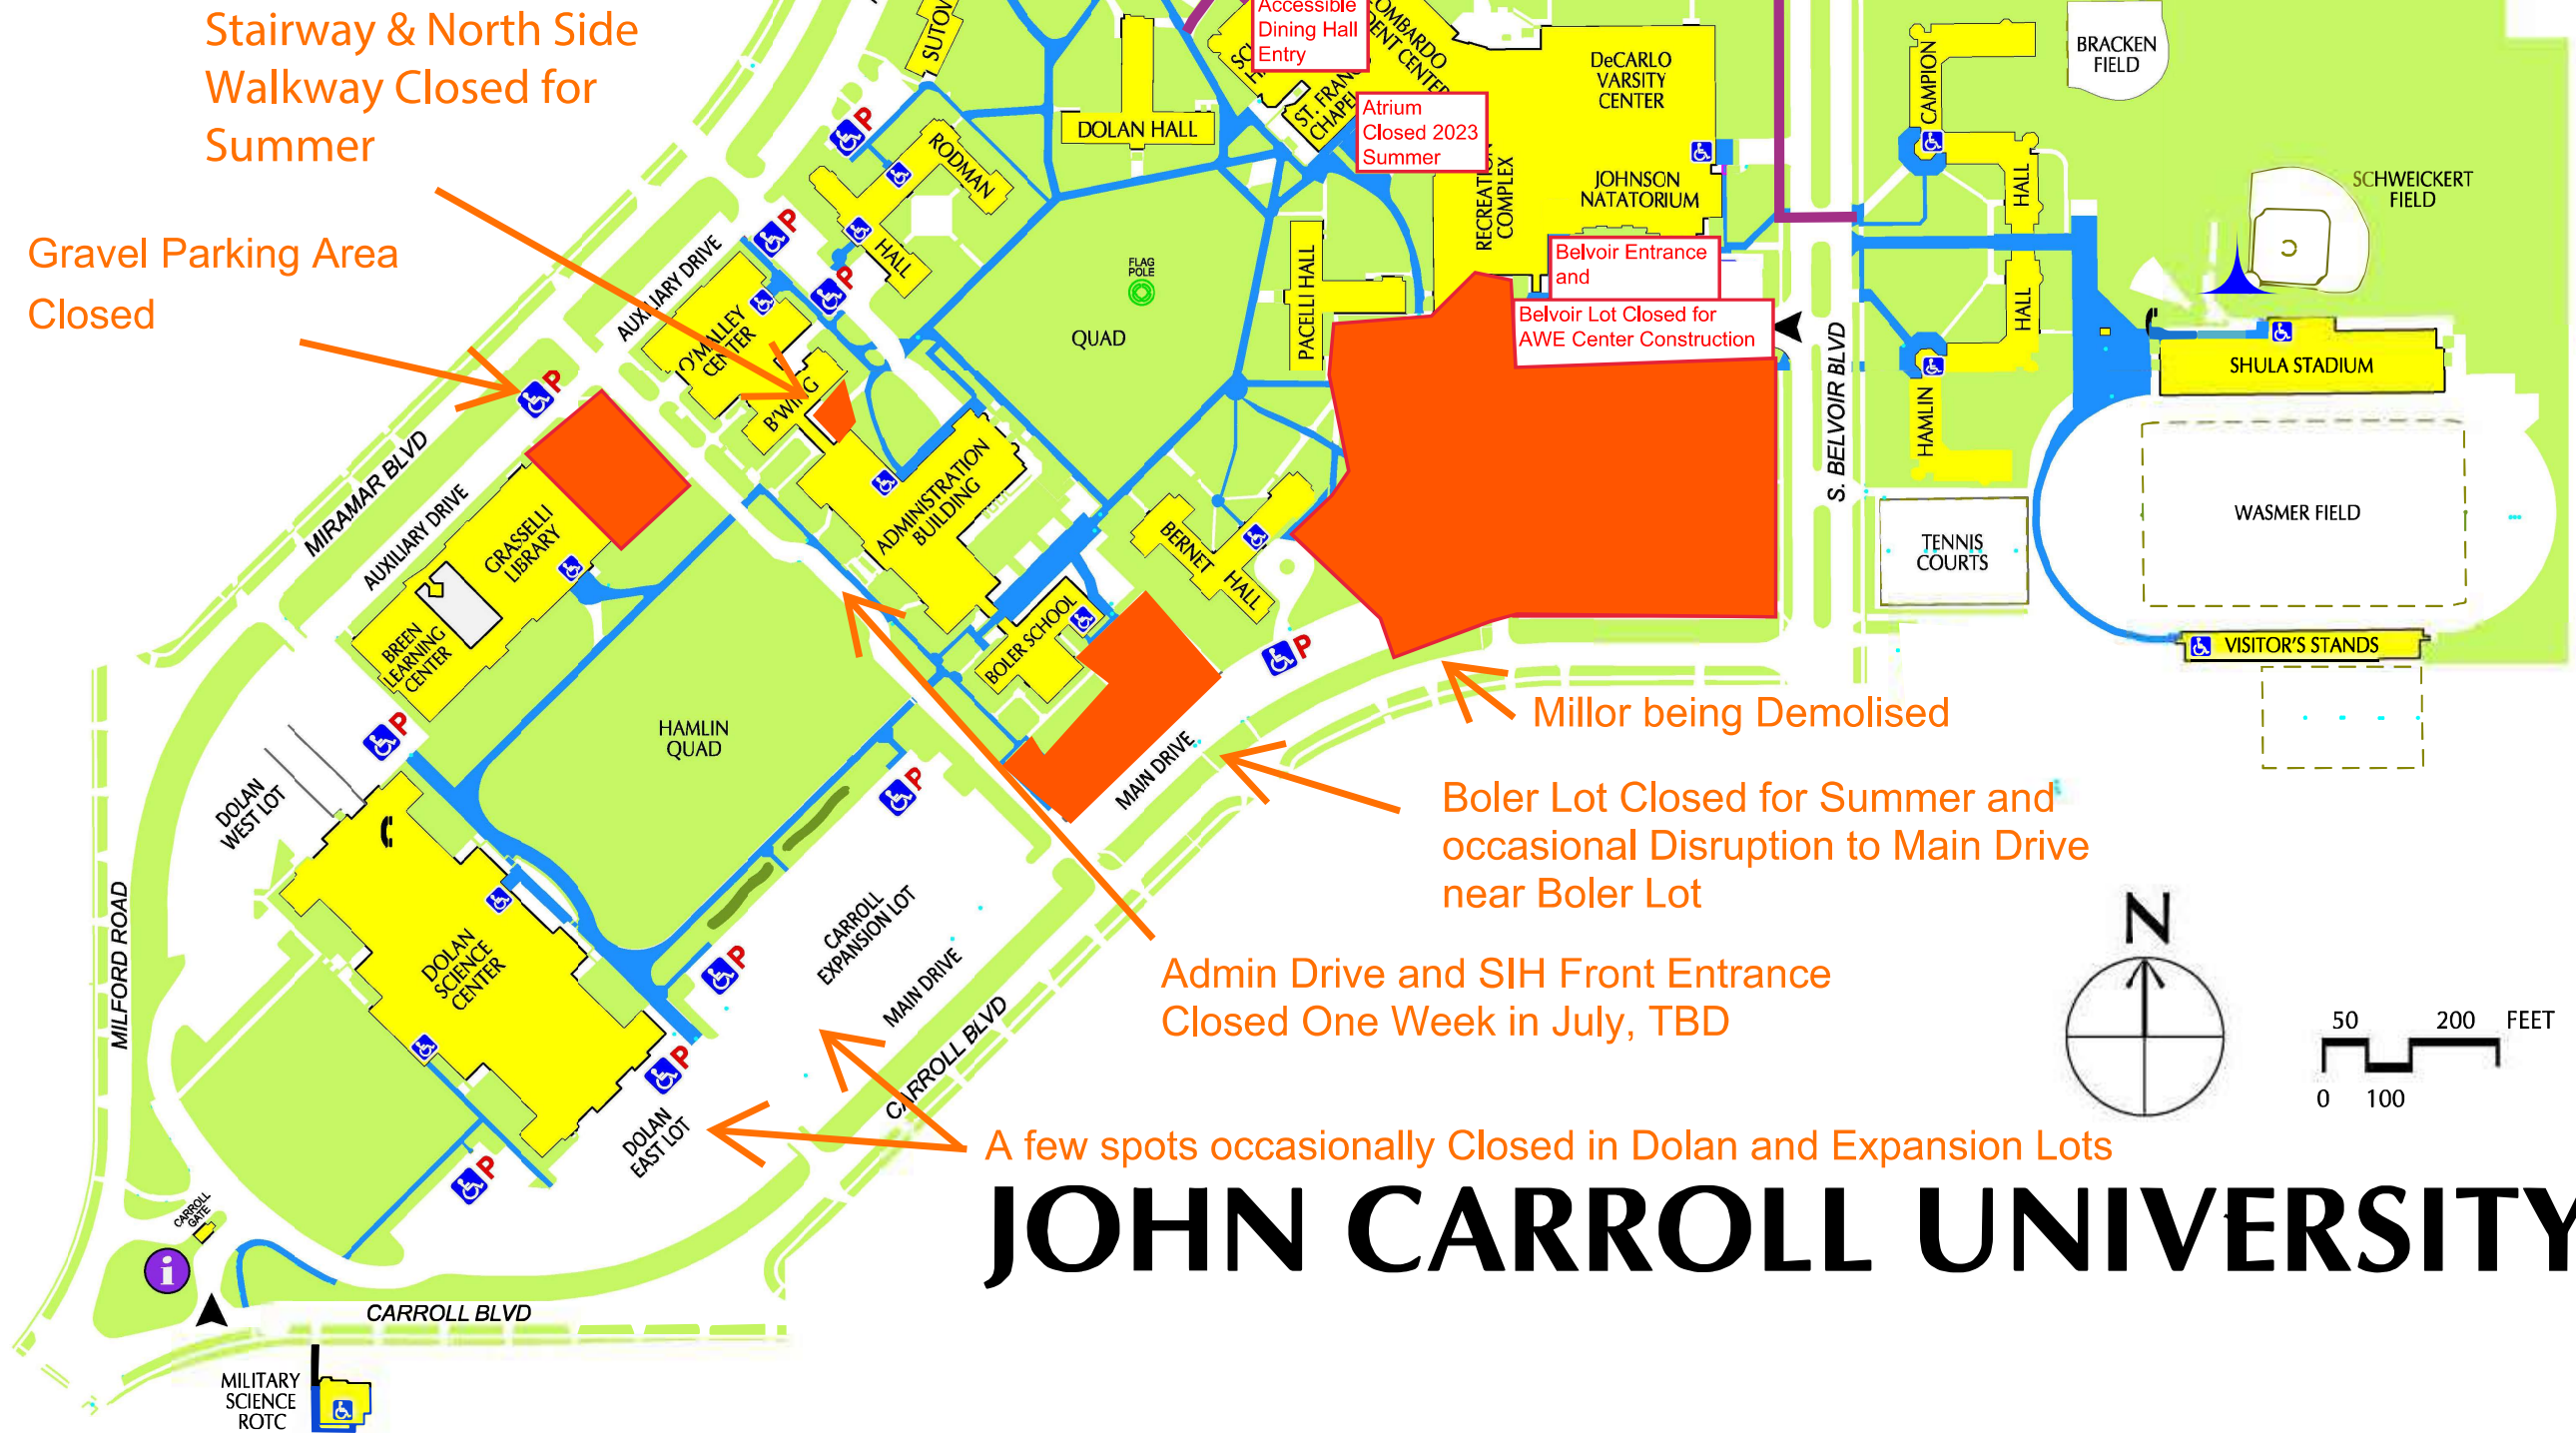 Stairway & North Side
Walkway Closed for
Summer
Gravel Parking Area
Closed
Accessible
Dining Hall
Entry
Atrium
Closed 2023
Summer
Belvoir Entrance
and
Belvoir Lot Closed for
AWE Center Construction
DOLAN HALL
RODMAN
HALL
ST. FRANCIS
CHAPEL
DeCARLO
VARSITY
CENTER
JOHNSON
NATATORIUM
RECREATION
COMPLEX
CAMPION
HALL
HALL
HAMLIN
BRACKEN
FIELD
SCHWEICKERT
FIELD
SHULA STADIUM
WASMER FIELD
VISITOR'S STANDS
TENNIS
COURTS
S. BELVOIR BLVD
FLAG
POLE
QUAD
PACELLI HALL
AUXILIARY DRIVE
O'MALLEY
CENTER
B'WING
ADMINISTRATION
BUILDING
MIRAMAR BLVD
AUXILIARY DRIVE
GRASSELLI
LIBRARY
BREEN
LEARNING
CENTER
BERNET
HALL
BOLER SCHOOL
HAMLIN
QUAD
MAIN DRIVE
Millor being Demolised
Boler Lot Closed for Summer and
occasional Disruption to Main Drive
near Boler Lot
Admin Drive and SIH Front Entrance
Closed One Week in July, TBD
A few spots occasionally Closed in Dolan and Expansion Lots
DOLAN
WEST LOT
DOLAN
SCIENCE
CENTER
CARROLL
EXPANSION LOT
MAIN DRIVE
CARROLL BLVD
DOLAN
EAST LOT
MILFORD ROAD
CARROLL
GATE
i
CARROLL BLVD
MILITARY
SCIENCE
ROTC
P
P
P
P
P
P
P
P
P
P
N
50 200 FEET
0 100
JOHN CARROLL UNIVERSITY